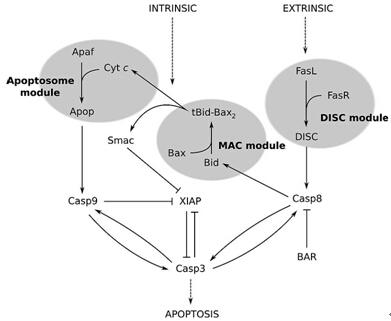 INTRINSIC
EXTRINSIC
Apaf
Cyt c
Apoptosome
module
Apop
FasL
FasR
DISC module
DISC
tBid-Bax2
Smac
Bax
MAC module
Bid
Casp9
XIAP
Casp8
BAR
Casp3
APOPTOSIS